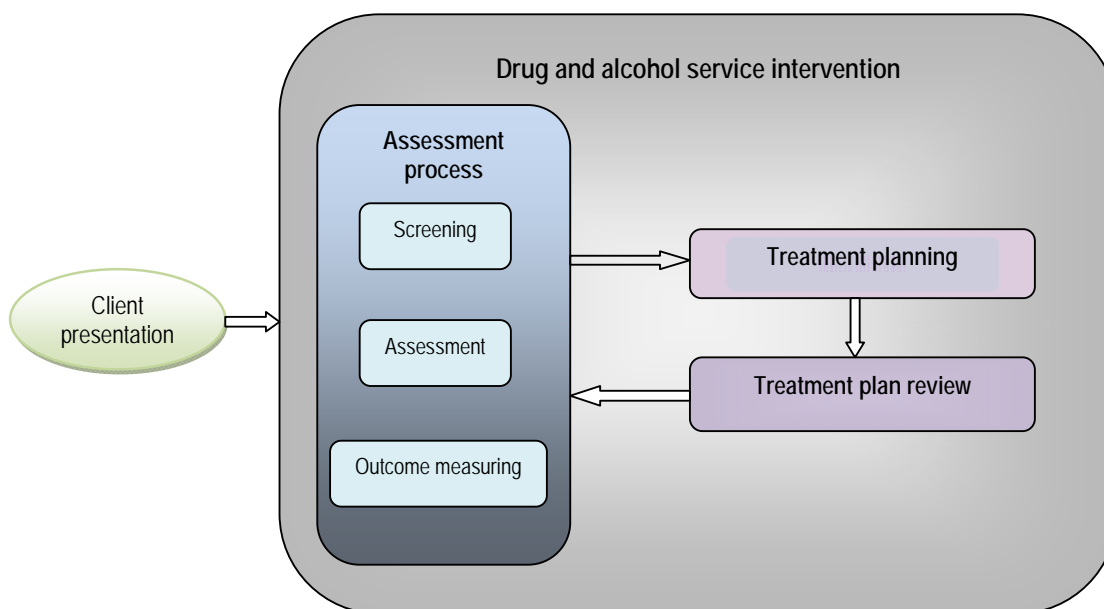 Drug and alcohol service intervention
Assessment
process
Screening
Assessment
Outcome measuring
Client
presentation
Treatment planning
Treatment plan review